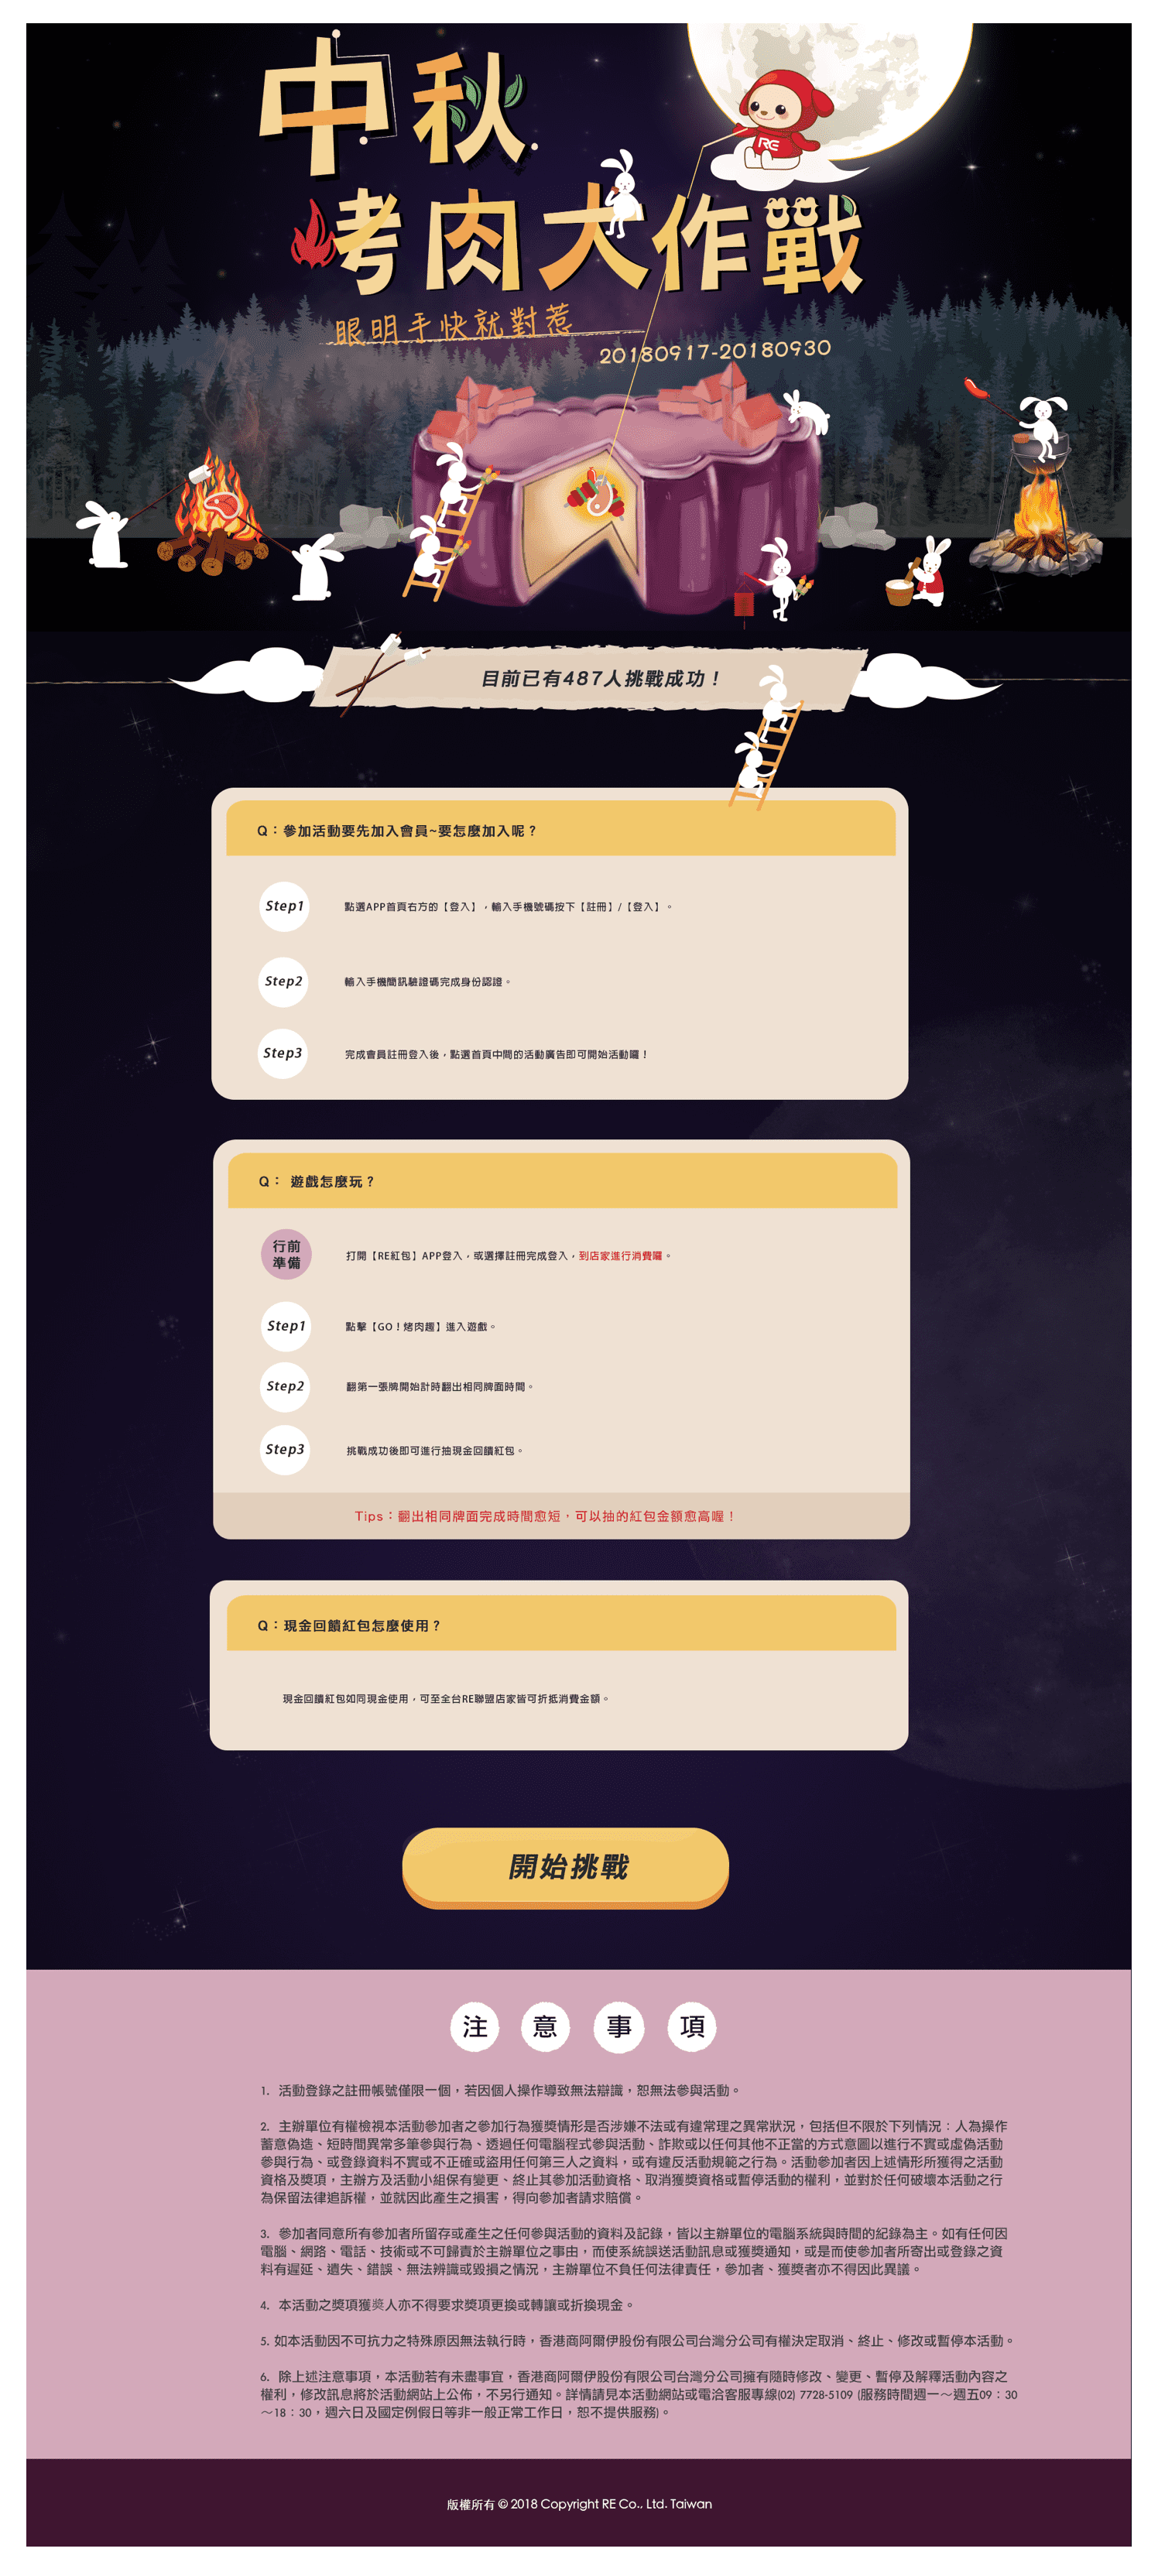 中秋
RE
烤肉大作戰
眼明手快就對惹
20180917-20180930
目前已有487人挑戰成功！
Q：參加活動要先加入會員~要怎麼加入呢？
Step1
點選APP首頁右方的【登入】，輸入手機號碼按下【註冊】/【登入】。
Step2
輸入手機簡訊驗證碼完成身份認證。
Step3
完成會員註冊登入後，點選首頁中間的活動廣告即可開始活動囉！
Q： 遊戲怎麼玩？
行前
準備
打開【RE紅包】APP登入，或選擇註冊完成登入，到店家進行消費囉。
Step1
點擊【GO！烤肉趣】進入遊戲。
Step2
翻第一張牌開始計時翻出相同牌面時間。
Step3
挑戰成功後即可進行抽現金回饋紅包。
Tips：翻出相同牌面完成時間愈短，可以抽的紅包金額愈高喔！
Q：現金回饋紅包怎麼使用？
現金回饋紅包如同現金使用，可至全台RE聯盟店家皆可折抵消費金額。
開始挑戰
注意事項
1. 活動登錄之註冊帳號僅限一個，若因個人操作導致無法辯識，恕無法參與活動。
2. 主辦單位有權檢視本活動參加者之參加行為獲獎情形是否涉嫌不法或有違常理之異常狀況，包括但不限於下列情況：人為操作
蓄意偽造、短時間異常多筆參與行為、透過任何電腦程式參與活動、詐欺或以任何其他不正當的方式意圖以進行不實或虛偽活動
參與行為、或登錄資料不實或不正確或盜用任何第三人之資料，或有違反活動規範之行為。活動參加者因上述情形所獲得之活動
資格及獎項，主辦方及活動小組保有變更、終止其參加活動資格、取消獲獎資格或暫停活動的權利，並對於任何破壞本活動之行
為保留法律追訴權，並就因此產生之損害，得向參加者請求賠償。
3. 參加者同意所有參加者所留存或產生之任何參與活動的資料及記錄，皆以主辦單位的電腦系統與時間的紀錄為主。如有任何因
電腦、網路、電話、技術或不可歸責於主辦單位之事由，而使系統誤送活動訊息或獲獎通知，或是而使參加者所寄出或登錄之資
料有遲延、遺失、錯誤、無法辨識或毀損之情況，主辦單位不負任何法律責任，參加者、獲獎者亦不得因此異議。
4. 本活動之獎項獲獎人亦不得要求獎項更換或轉讓或折換現金。
5. 如本活動因不可抗力之特殊原因無法執行時，香港商阿爾伊股份有限公司台灣分公司有權決定取消、終止、修改或暫停本活動。
6. 除上述注意事項，本活動若有未盡事宜，香港商阿爾伊股份有限公司台灣分公司擁有隨時修改、變更、暫停及解釋活動內容之
權利，修改訊息將於活動網站上公佈，不另行通知。詳情請見本活動網站或電洽客服專線(02) 7728-5109 (服務時間週一～週五09：30
～18：30，週六日及國定例假日等非一般正常工作日，恕不提供服務)。
版權所有 © 2018 Copyright RE Co., Ltd. Taiwan